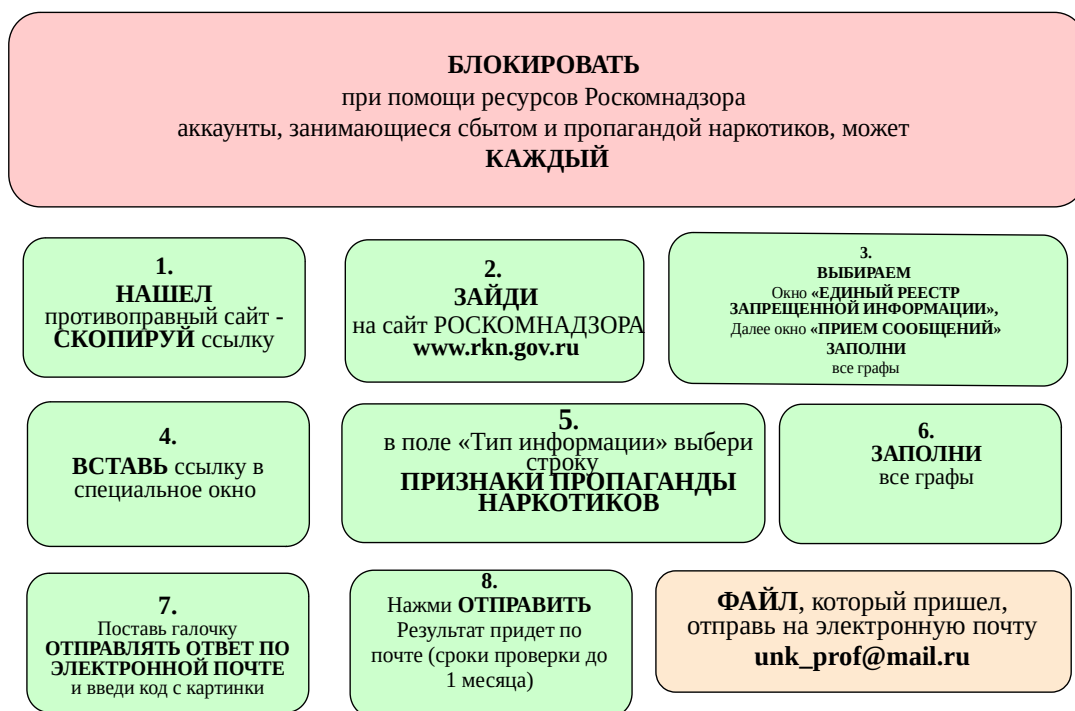 БЛОКИРОВАТЬ
при помощи ресурсов Роскомнадзора
аккаунты, занимающиеся сбытом и пропагандой наркотиков, может
КАЖДЫЙ
1.
НАШЕЛ
противоправный сайт -
СКОПИРУЙ ссылку
2.
ЗАЙДИ
на сайт РОСКОМНАДЗОРА
www.rkn.gov.ru
3.
ВЫБИРАЕМ
Окно «ЕДИНЫЙ РЕЕСТР
ЗАПРЕЩЕННОЙ ИНФОРМАЦИИ»,
Далее окно «ПРИЕМ СООБЩЕНИЙ»
ЗАПОЛНИ
все графы
4.
ВСТАВЬ ссылку в
специальное окно
5.
в поле «Тип информации» выбери
строку
ПРИЗНАКИ ПРОПАГАНДЫ
НАРКОТИКОВ
6.
ЗАПОЛНИ
все графы
7.
Поставь галочку
ОТПРАВЛЯТЬ ОТВЕТ ПО
ЭЛЕКТРОННОЙ ПОЧТЕ
и введи код с картинки
8.
Нажми ОТПРАВИТЬ
Результат придет по
почте (сроки проверки до
1 месяца)
ФАЙЛ, который пришел,
отправь на электронную почту
unk_prof@mail.ru